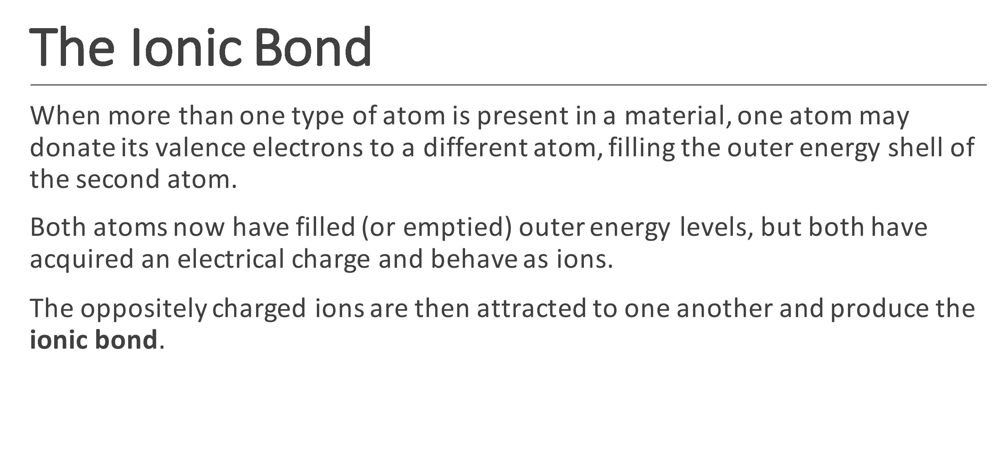 The Ionic Bond
When more than one type of atom is present in a material, one atom may
donate its valence electrons to a different atom, filling the outer energy shell of
the second atom.
Both atoms now have filled (or emptied) outer energy levels, but both have
acquired an electrical charge and behave as ions.
The oppositely charged ions are then attracted to one another and produce the
ionic bond.